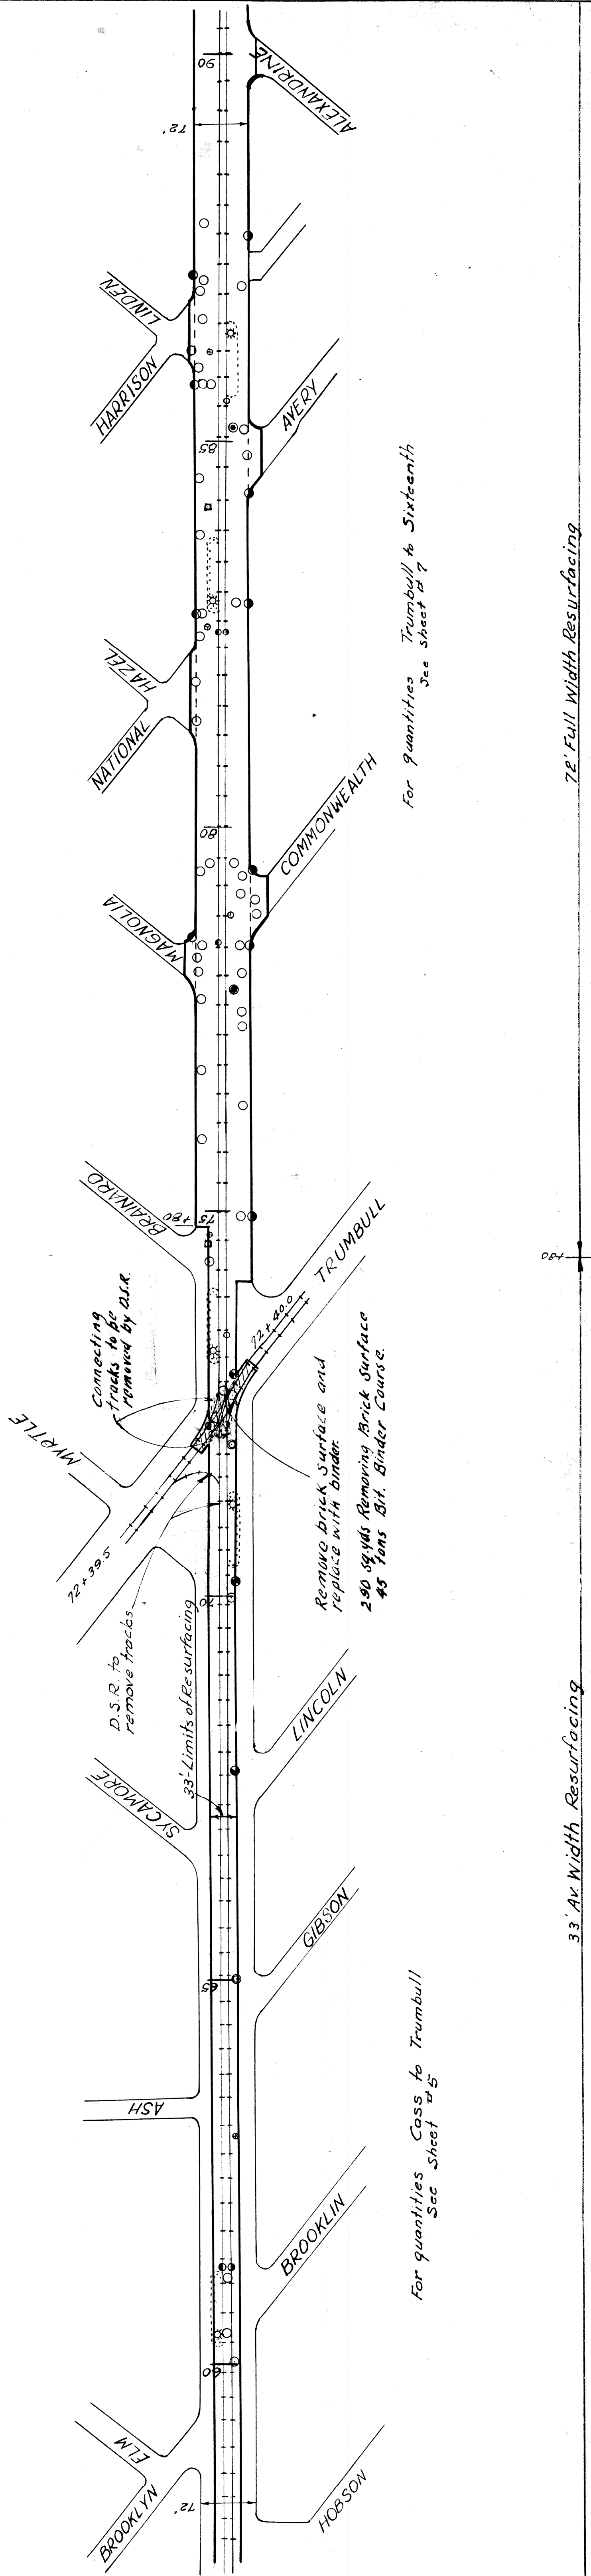 ALEXANDRINE
90
72'
LINDEN
HARRISON
AVERY
85
For quantities Trumbull to Sixteenth
See sheet #7
72' Full Width Resurfacing
HAZEL
NATIONAL
80
COMMONWEALTH
MAGNOLIA
BRAINARD
+80
75
TRUMBULL
+80
72+40.0
Connecting
tracks to be
removed by D.S.R.
MYRTLE
72+39.5
Remove brick surface and
replace with binder.
290 sq.yds Removing Brick Surface
45 Tons Bit. Binder Course.
70
D.S.R. to
remove tracks
33'-Limits of Resurfacing
LINCOLN
SYCAMORE
33' Av. Width Resurfacing
GIBSON
65
ASH
For quantities Cass to Trumbull
See sheet #5
BROOKLIN
60
ELM
BROOKLYN
72'
HOBSON